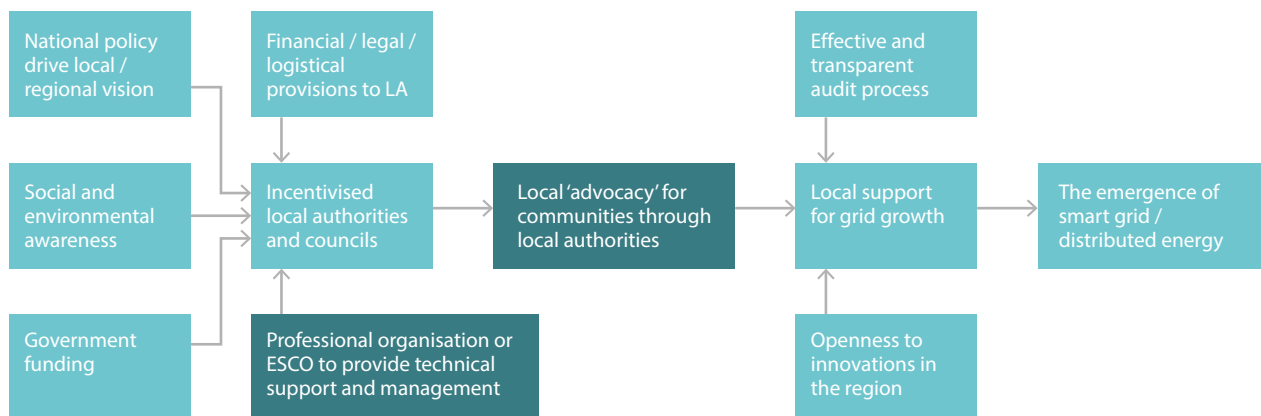 National policy
drive local /
regional vision
Financial / legal /
logistical
provisions to LA
Effective and
transparent
audit process
Social and
environmental
awareness
Incentivised
local authorities
and councils
Local ‘advocacy’ for
communities through
local authorities
Local support
for grid growth
The emergence of
smart grid /
distributed energy
Government
funding
Professional organisation or
ESCO to provide technical
support and management
Openness to
innovations in
the region